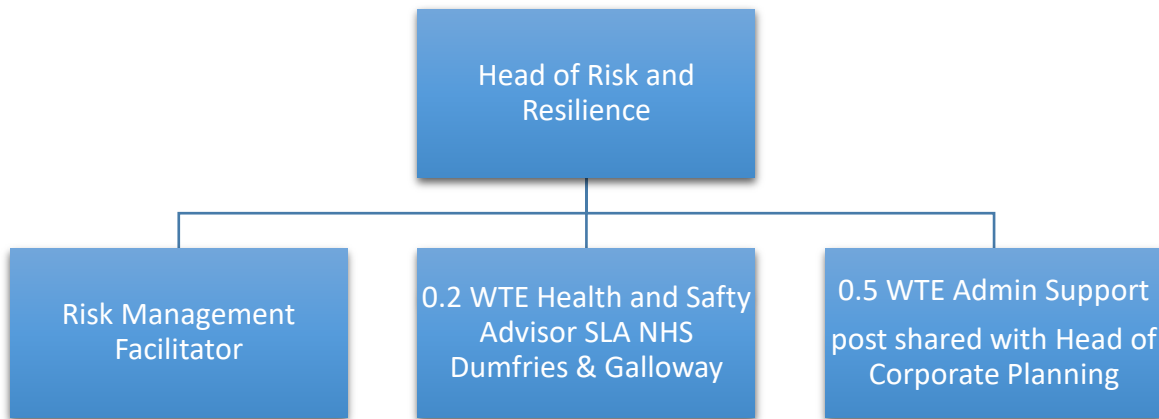 Head of Risk and
Resilience
Risk Management
Facilitator
0.2 WTE Health and Safty
Advisor SLA NHS
Dumfries & Galloway
0.5 WTE Admin Support
post shared with Head of
Corporate Planning